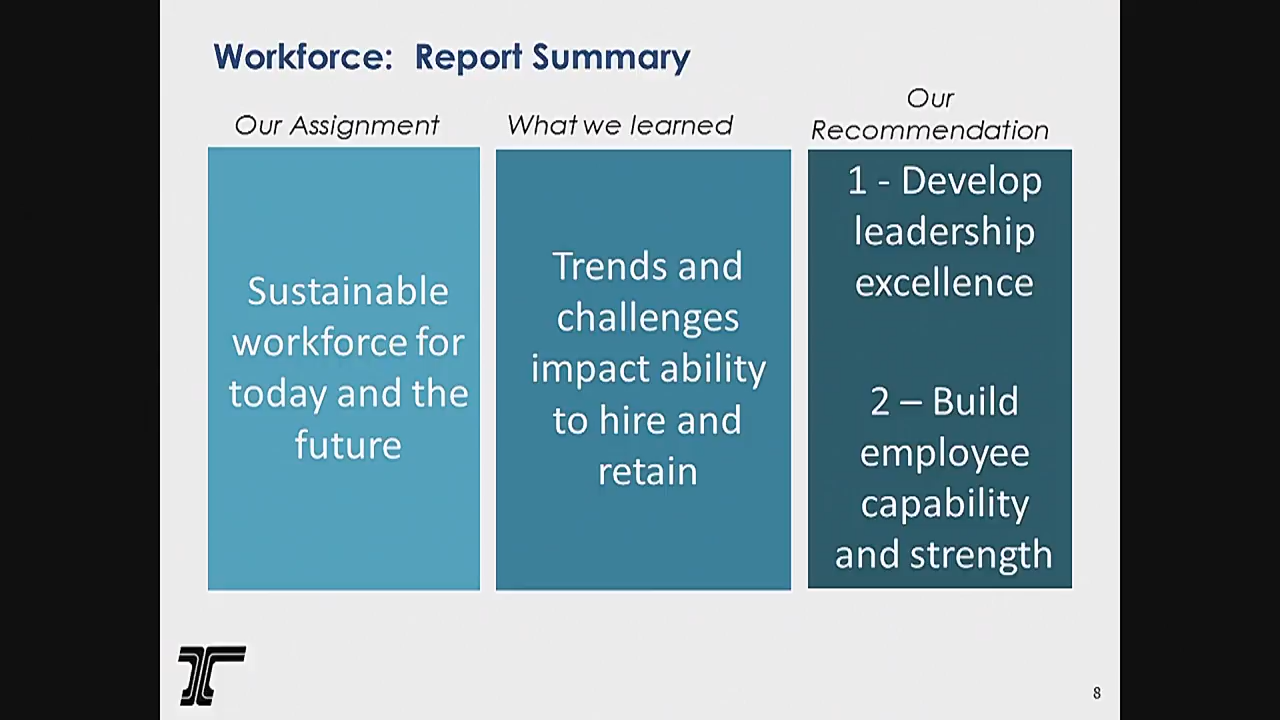 Workforce: Report Summary
Our Assignment
Sustainable
workforce for
today and the
future
What we learned
Trends and
challenges
impact ability
to hire and
retain
Our
Recommendation
1 - Develop
leadership
excellence
2 – Build
employee
capability
and strength
8